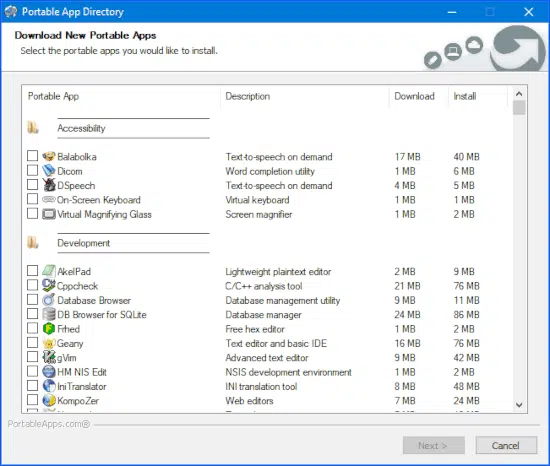 Portable App Directory
Download New Portable Apps
Select the portable apps you would like to install.
Portable App Description Download Install
Accessibility
Balabolka Text-to-speech on demand 17 MB 40 MB
Dicom Word completion utility 1 MB 6 MB
DSpeech Text-to-speech on demand 4 MB 5 MB
On-Screen Keyboard Virtual keyboard 1 MB 1 MB
Virtual Magnifying Glass Screen magnifier 1 MB 2 MB
Development
AkelPad Lightweight plaintext editor 2 MB 9 MB
Cppcheck C/C++ analysis tool 21 MB 76 MB
Database Browser Database management utility 9 MB 11 MB
DB Browser for SQLite Database manager 24 MB 86 MB
Frhed Free hex editor 1 MB 2 MB
Geany Text editor and basic IDE 16 MB 76 MB
gVim Advanced text editor 9 MB 42 MB
HM NIS Edit NSIS development environment 1 MB 1 MB
IniTranslator INI translation tool 8 MB 48 MB
KompoZer Web editors 7 MB 24 MB
PortableApps.com®
Next > Cancel